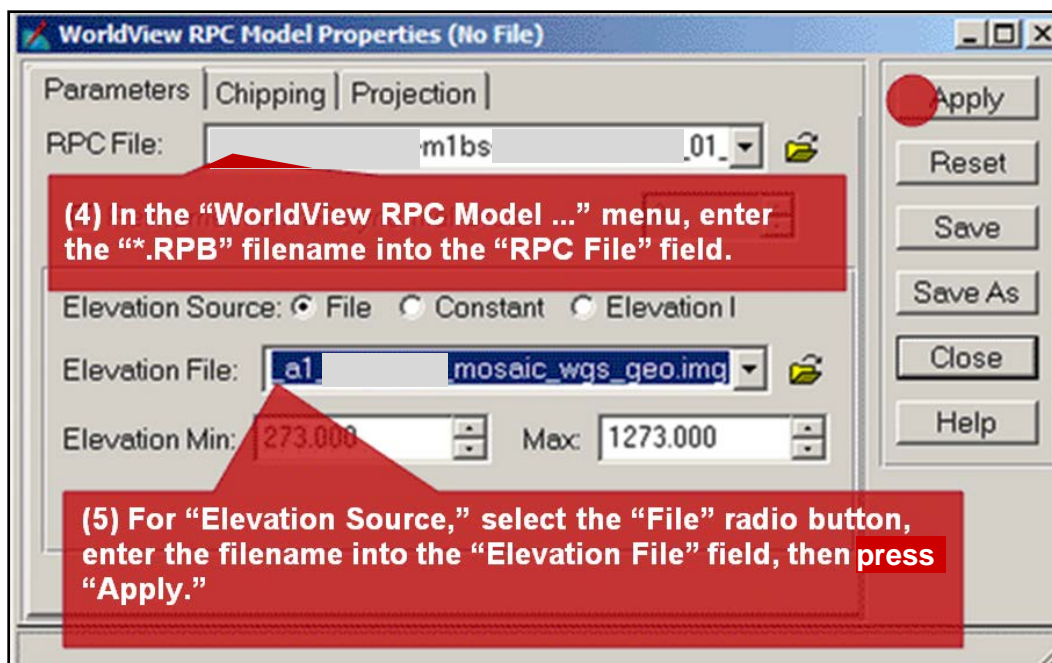 WorldView RPC Model Properties (No File)
Parameters Chipping Projection
Apply
RPC File: m1bs _01_
Reset
(4) In the “WorldView RPC Model ...” menu, enter
the “*.RPB” filename into the “RPC File” field.
Save
Elevation Source: File Constant Elevation I
Save As
Elevation File: _a1_ _mosaic_wgs_geo.img
Close
Elevation Min: 273.000 Max: 1273.000
Help
(5) For “Elevation Source,” select the “File” radio button,
enter the filename into the “Elevation File” field, then press
“Apply.”